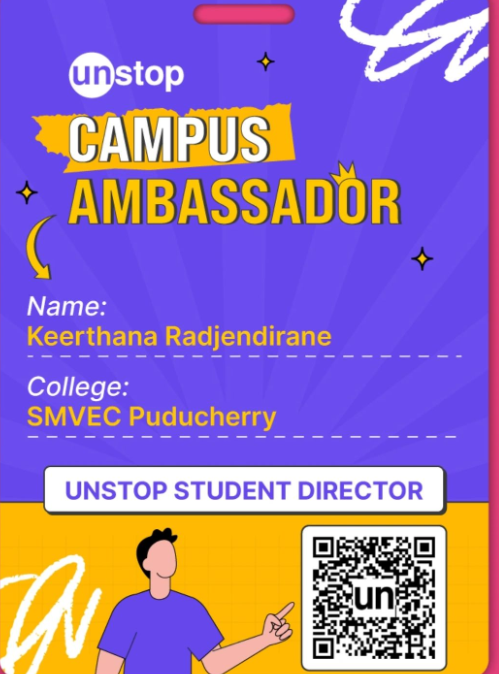 unstop
CAMPUS
AMBASSADOR
Name:
Keerthana Radjendirane
College:
SMVEC Puducherry
UNSTOP STUDENT DIRECTOR
un